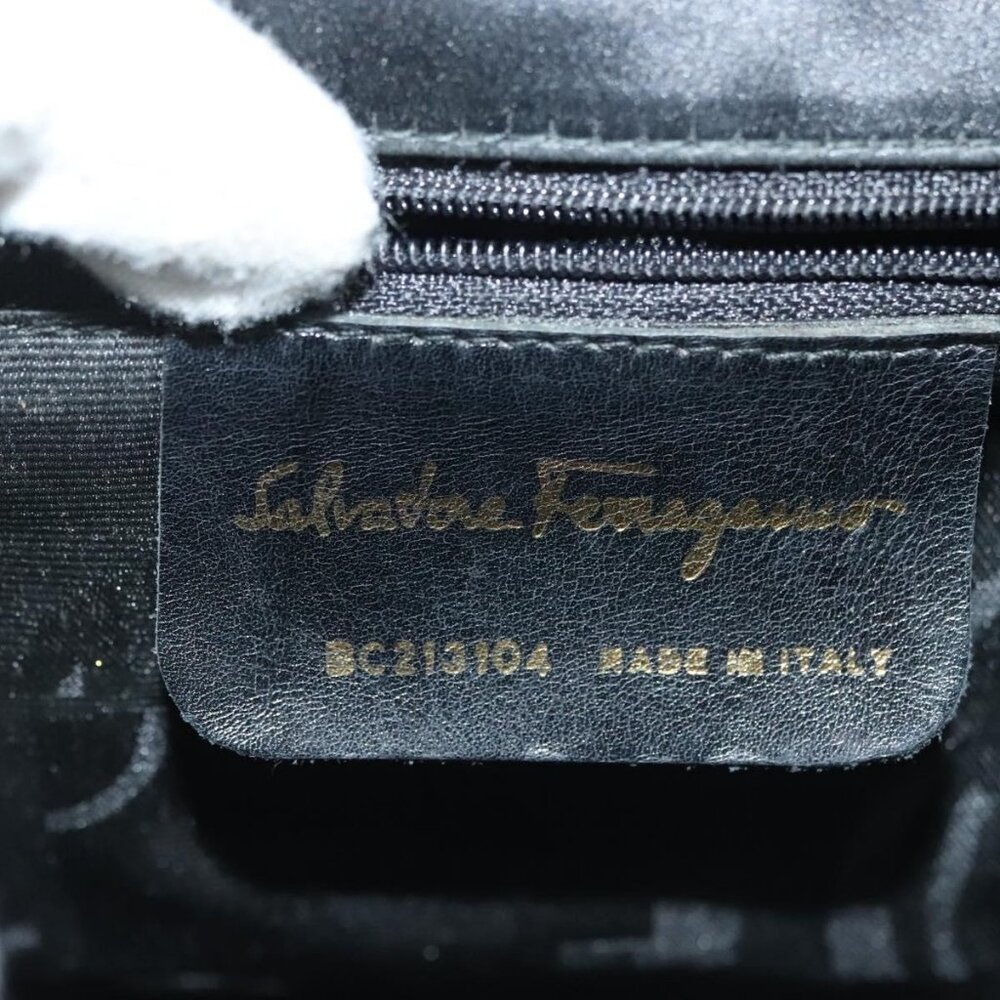 Salvatore Ferragamo
BC213104 MADE IN ITALY